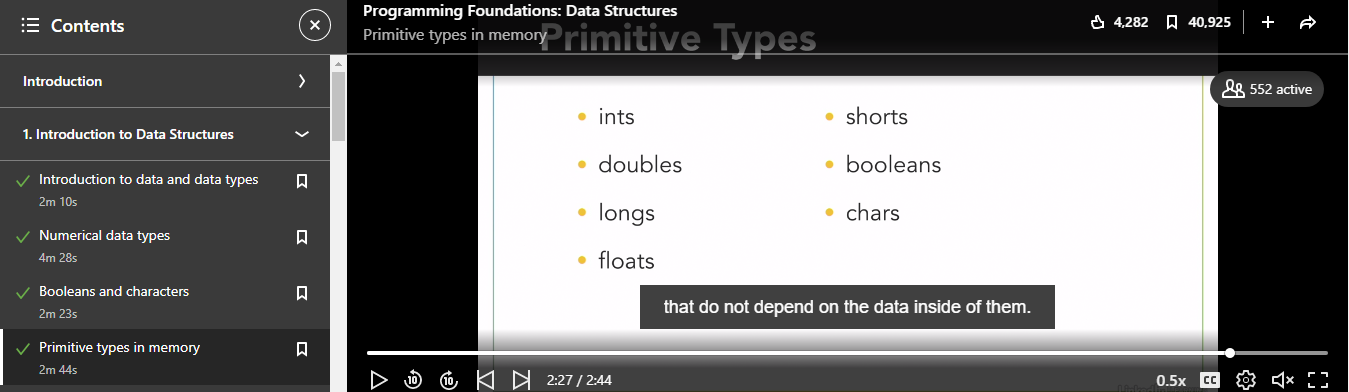 Contents
Introduction
1. Introduction to Data Structures
Introduction to data and data types
2m 10s
Numerical data types
4m 28s
Booleans and characters
2m 23s
Primitive types in memory
2m 44s
Programming Foundations: Data Structures
Primitive types in memory
4,282
40,925
Primitive Types
552 active
ints
doubles
longs
floats
shorts
booleans
chars
that do not depend on the data inside of them.
10
10
2:27 / 2:44
0.5x
CC